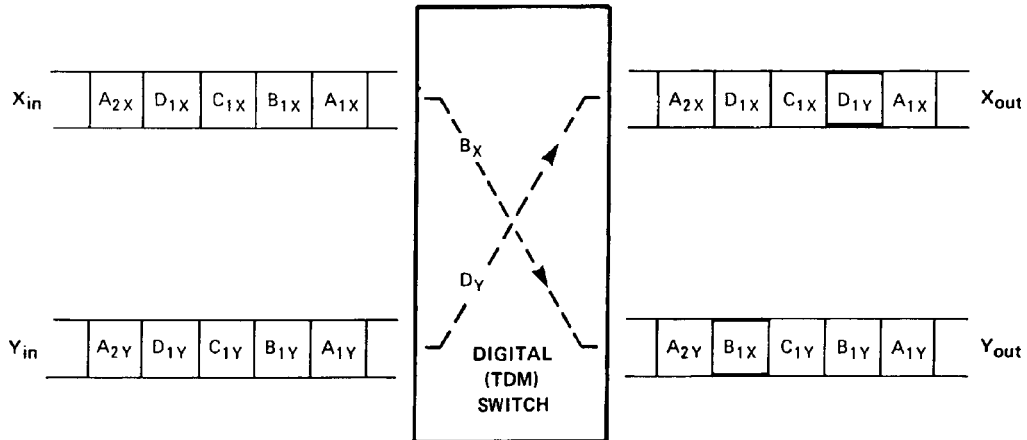 X_in A_2X D_1X C_1X B_1X A_1X
A_2X D_1X C_1X D_1Y A_1X X_out
B_X
D_Y
Y_in A_2Y D_1Y C_1Y B_1Y A_1Y
A_2Y B_1X C_1Y B_1Y A_1Y Y_out
DIGITAL
(TDM)
SWITCH